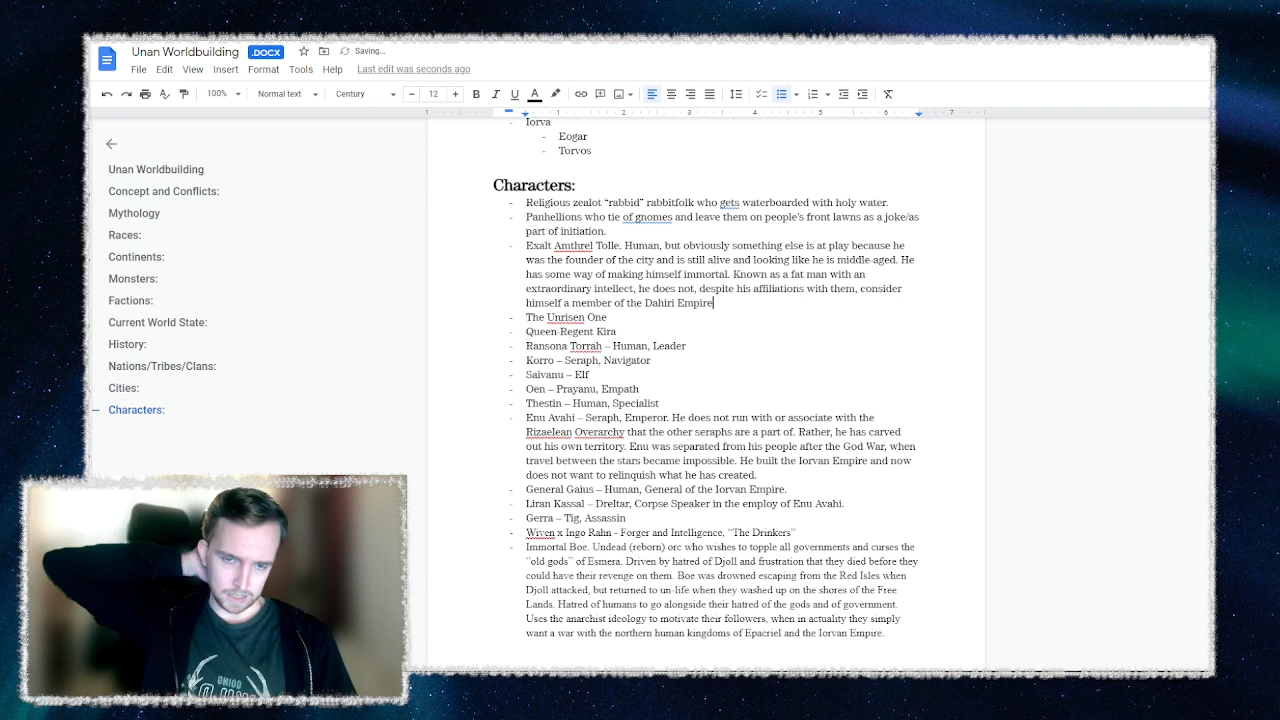 Unan Worldbuilding .DOCX Saving...
File Edit View Insert Format Tools Help Last edit was seconds ago
100% Normal text Century 12 B I U A
1 1 2 3 4 5 6 7
Unan Worldbuilding
Concept and Conflicts:
Mythology
Races:
Continents:
Monsters:
Factions:
Current World State:
History:
Nations/Tribes/Clans:
Cities:
Characters:
- Iorva
- Eogar
- Torvos
Characters:
- Religious zealot “rabbid” rabbitfolk who gets waterboarded with holy water.
- Panhellions who tie of gnomes and leave them on people’s front lawns as a joke/as
part of initiation.
- Exalt Amthrel Tolle. Human, but obviously something else is at play because he
was the founder of the city and is still alive and looking like he is middle-aged. He
has some way of making himself immortal. Known as a fat man with an
extraordinary intellect, he does not, despite his affiliations with them, consider
himself a member of the Dahiri Empire
- The Unrisen One
- Queen-Regent Kira
- Ransona Torrah – Human, Leader
- Korro – Seraph, Navigator
- Saivanu – Elf
- Oen – Prayanu, Empath
- Thestin – Human, Specialist
- Enu Avahi – Seraph, Emperor. He does not run with or associate with the
Rizaelean Overarchy that the other seraphs are a part of. Rather, he has carved
out his own territory. Enu was separated from his people after the God War, when
travel between the stars became impossible. He built the Iorvan Empire and now
does not want to relinquish what he has created.
- General Gaius – Human, General of the Iorvan Empire.
- Liran Kassal – Dreltar, Corpse Speaker in the employ of Enu Avahi.
- Gerra – Tig, Assassin
- Wiven x Ingo Rahn - Forger and Intelligence, “The Drinkers”
- Immortal Boe. Undead (reborn) orc who wishes to topple all governments and curses the
“old gods” of Esmera. Driven by hatred of Djoll and frustration that they died before they
could have their revenge on them. Boe was drowned escaping from the Red Isles when
Djoll attacked, but returned to un-life when they washed up on the shores of the Free
Lands. Hatred of humans to go alongside their hatred of the gods and of government.
Uses the anarchist ideology to motivate their followers, when in actuality they simply
want a war with the northern human kingdoms of Epacriel and the Iorvan Empire.